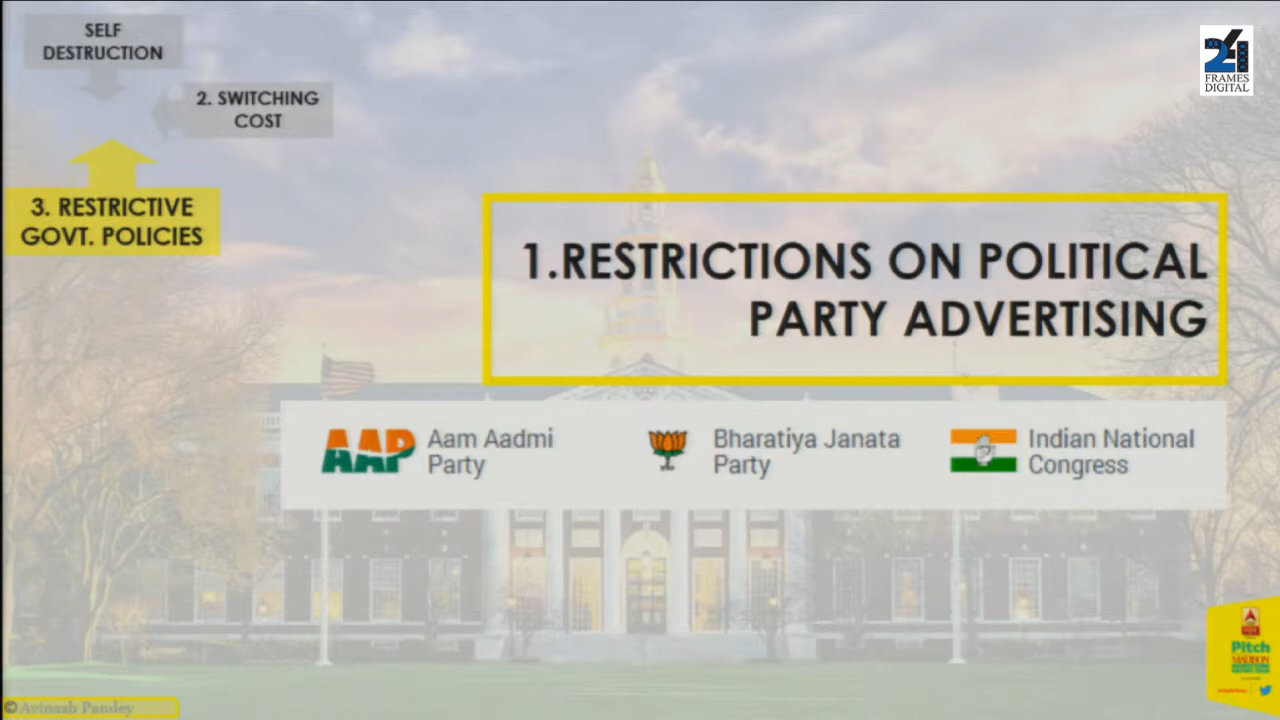 SELF
DESTRUCTION
2. SWITCHING
COST
3. RESTRICTIVE
GOVT. POLICIES
24
FRAMES
DIGITAL
1.RESTRICTIONS ON POLITICAL
PARTY ADVERTISING
AAP
Aam Aadmi
Party
Bharatiya Janata
Party
Indian National
Congress
Pitch
MADISON
© Avinash Pandey